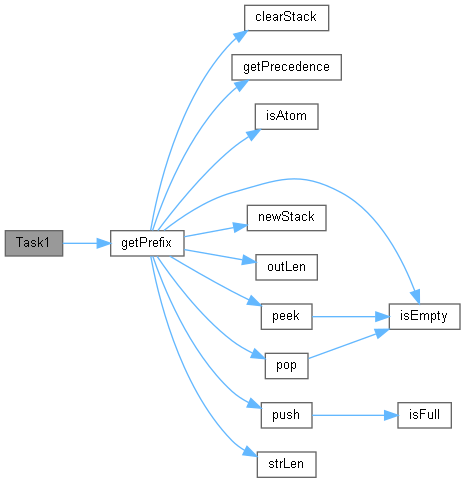 clearStack
getPrecedence
isAtom
newStack
Task1
getPrefix
outLen
peek
isEmpty
pop
push
isFull
strLen